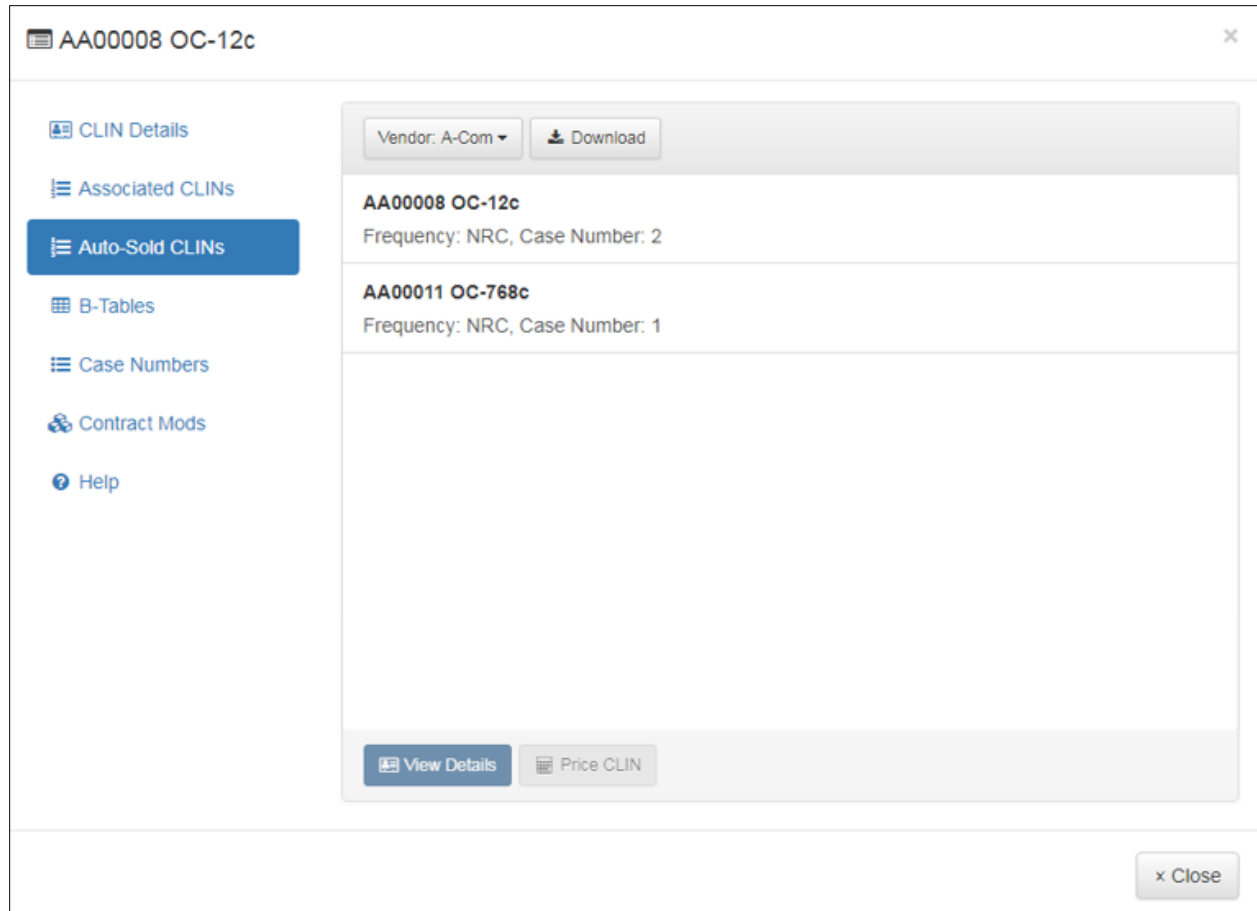 AA00008 OC-12c
×
CLIN Details
Associated CLINs
Auto-Sold CLINs
B-Tables
Case Numbers
Contract Mods
Help
Vendor: A-Com
Download
AA00008 OC-12c
Frequency: NRC, Case Number: 2
AA00011 OC-768c
Frequency: NRC, Case Number: 1
View Details
Price CLIN
× Close